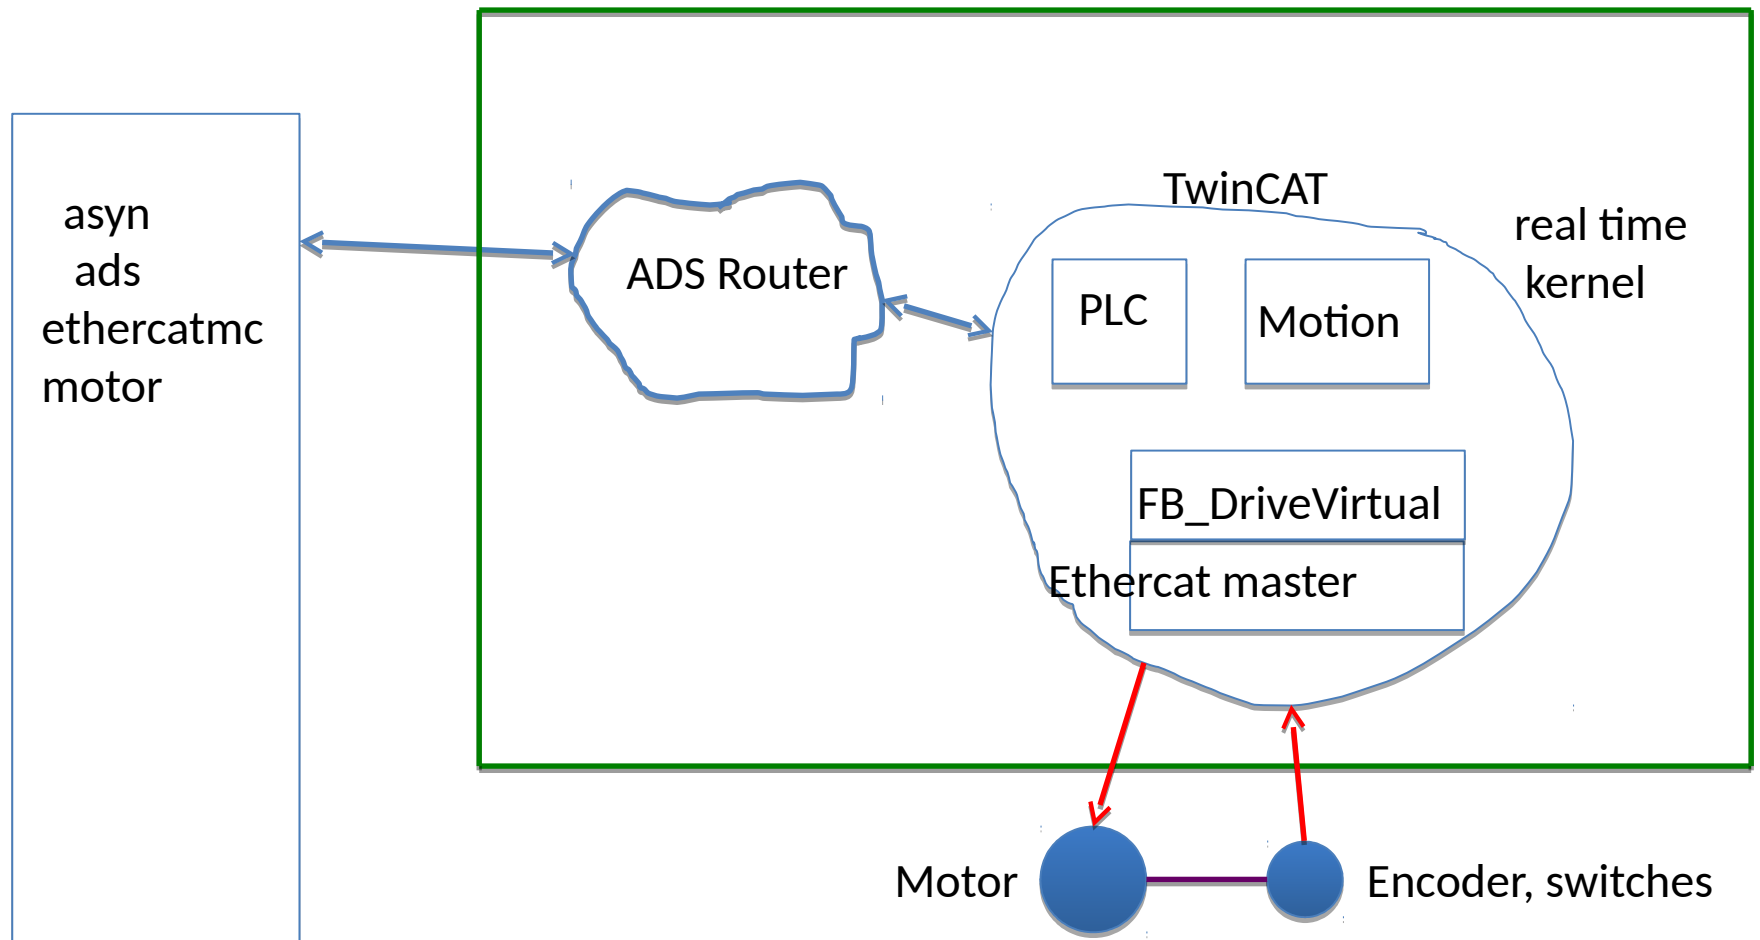 asyn
ads
ethercatmc
motor
ADS Router
TwinCAT
real time
kernel
PLC
Motion
FB_DriveVirtual
Ethercat master
Motor
Encoder, switches